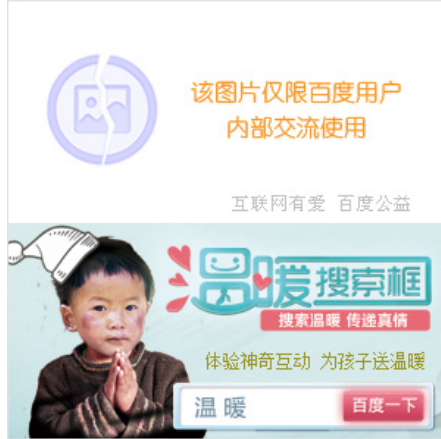 该图片仅限百度用户
内部交流使用
互联网有爱 百度公益
温暖搜索框
搜索温暖 传递真情
体验神奇互动 为孩子送温暖
温暖
百度一下